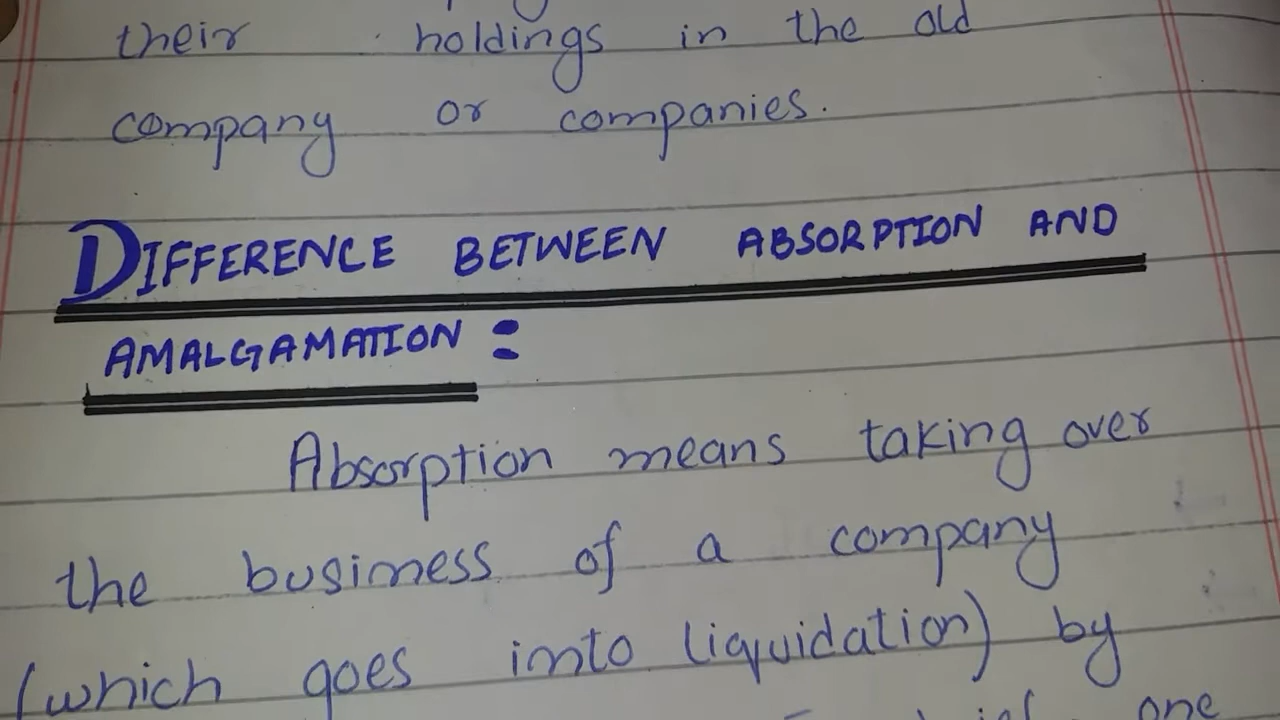 their holdings in the old
company or companies.
DIFFERENCE BETWEEN ABSORPTION AND
AMALGAMATION :
Absorption means taking over
the business of a company
(which goes into liquidation) by
one